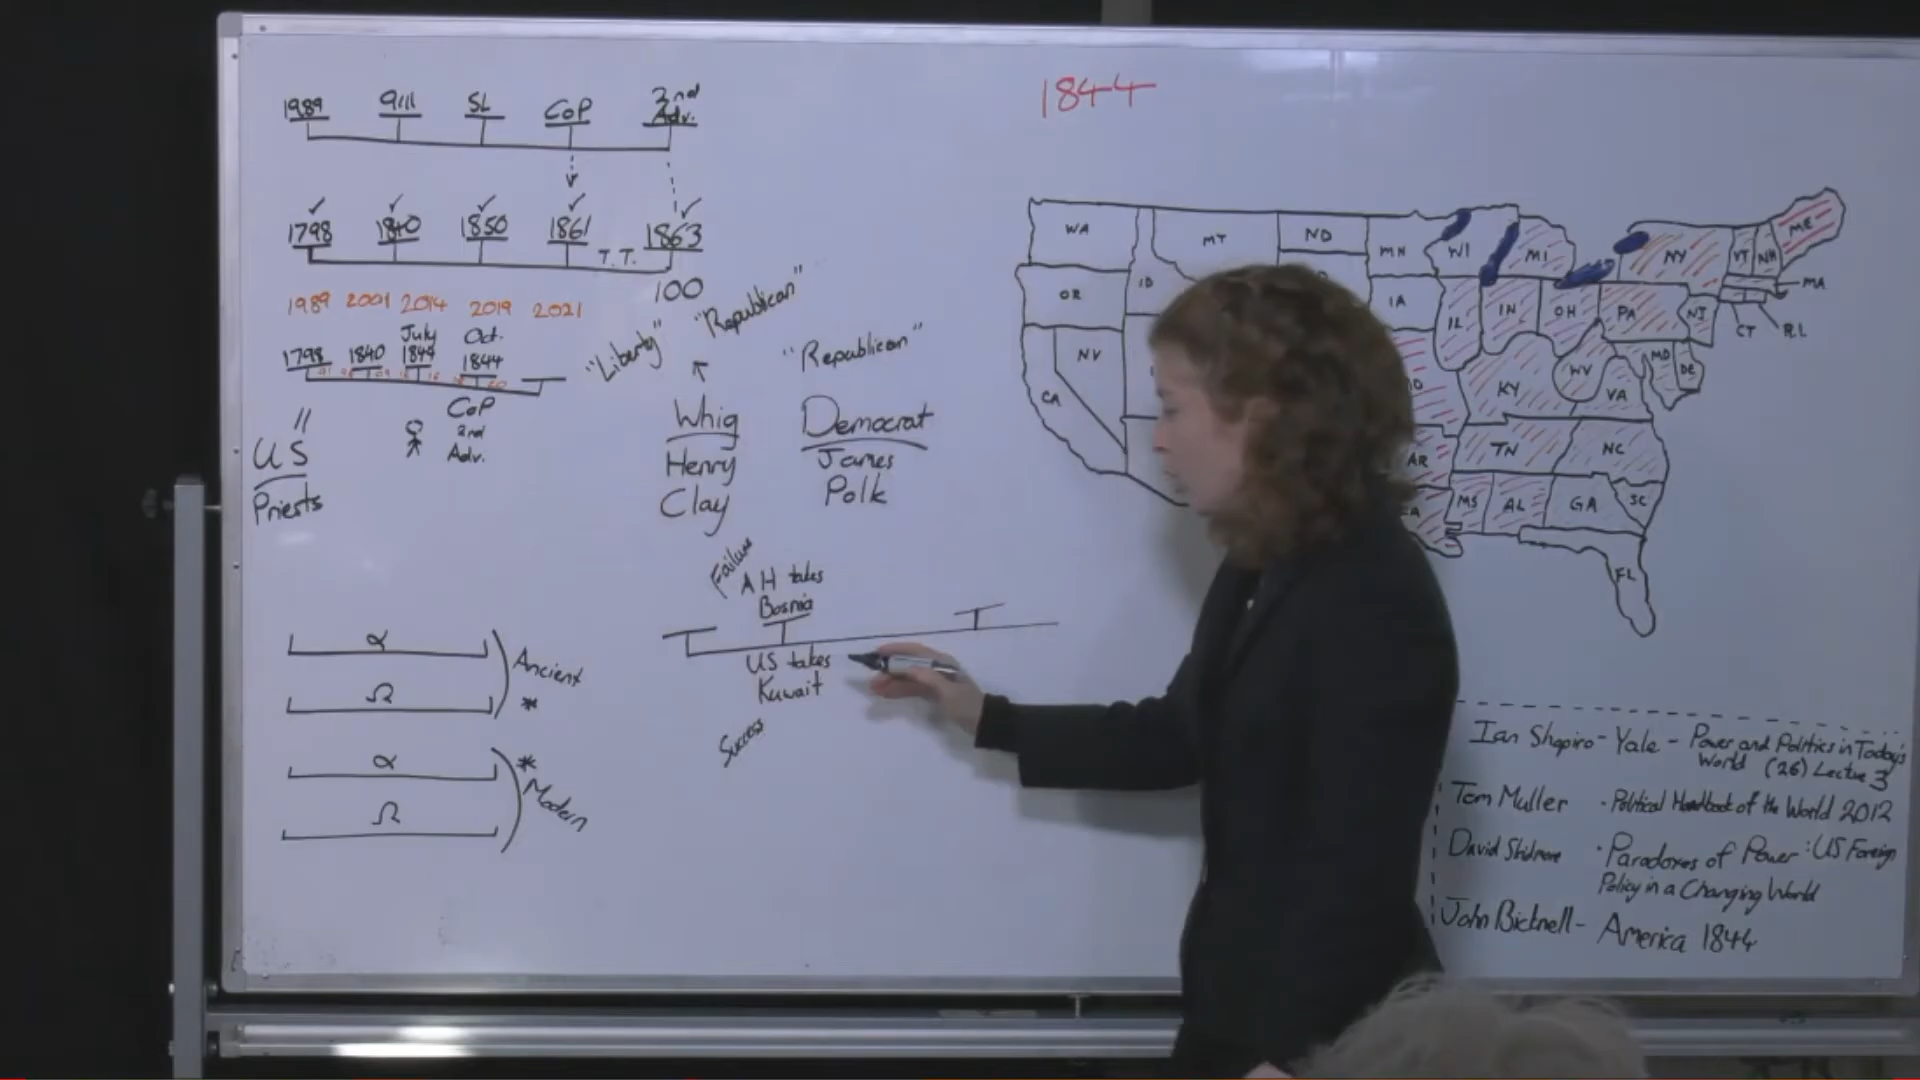 1989 9/11 SL CoP 2nd
Adv.
1798 1840 1850 1861 T.T. 1863
100
1989 2001 2014 2019 2021
July Oct.
1798 1840 1844 1844
CoP
2nd
Adv.
US
Priests
"Liberty" "Republican"
"Republican"
Whig
Henry
Clay
Democrat
James
Polk
Failure
AH takes
Bosnia
US takes
Kuwait
Success
α
Ω
Ancient
*
α
Ω
*
Modern
1844
WA MT ND MN WI MI NY VT NH ME
OR ID IA IL IN OH PA NJ MA
CT R.I.
NV CA KY WV VA MD DE
AR TN NC
MS AL GA SC
FL
Ian Shapiro - Yale - Power and Politics in Today's
World (26) Lecture 3
Tom Muller · Political Handbook of the World 2012
David Skidmore · Paradoxes of Power: US Foreign
Policy in a Changing World
John Bicknell - America 1844